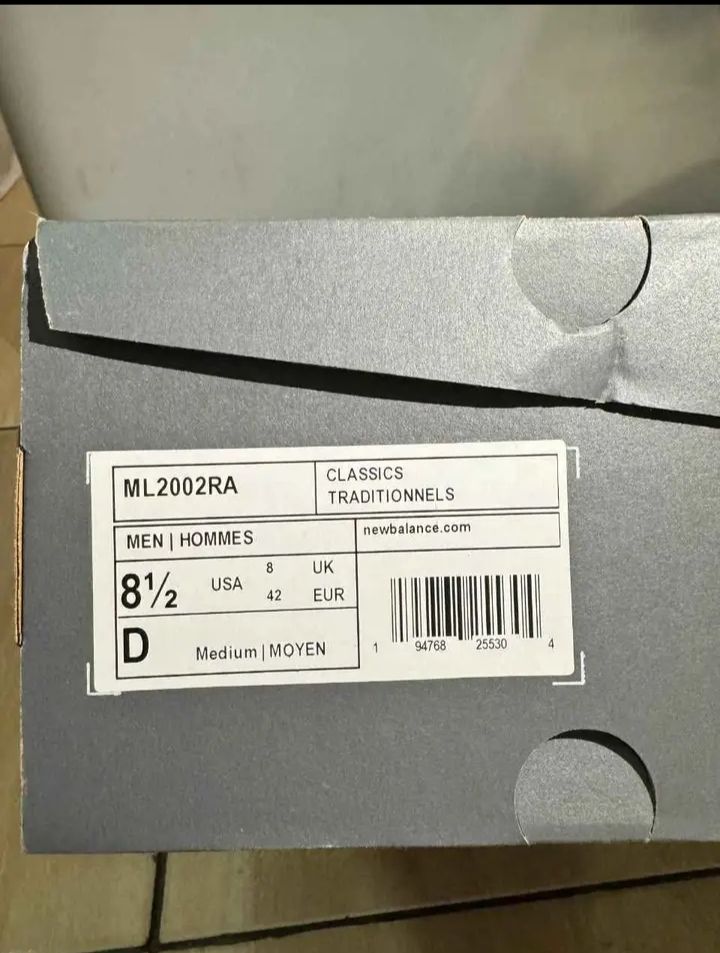 ML2002RA
CLASSICS
TRADITIONNELS
MEN | HOMMES
newbalance.com
8½ USA 8 UK
42 EUR
D Medium | MOYEN
1 94768 25530 4